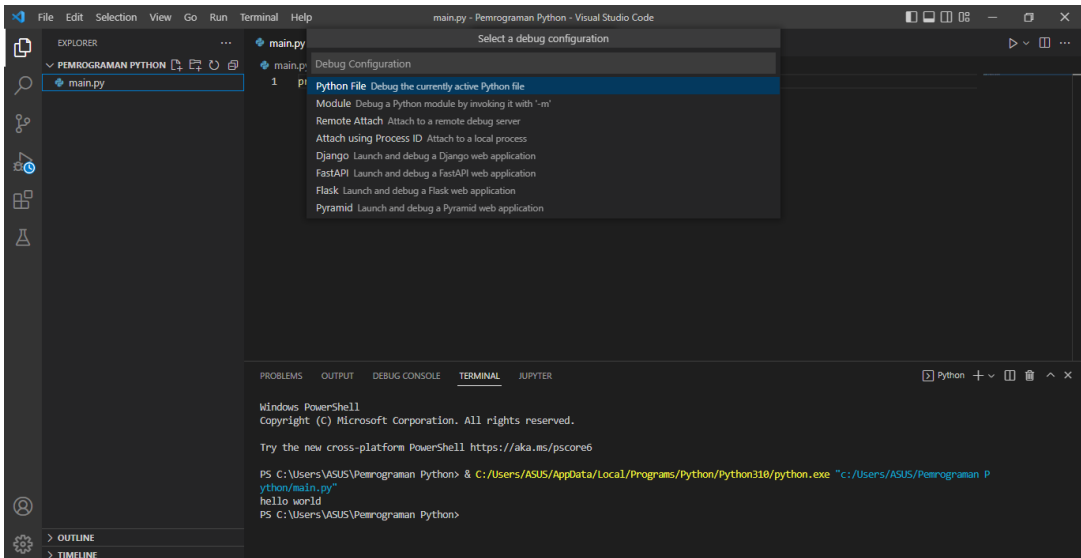 File Edit Selection View Go Run Terminal Help main.py - Pemrograman Python - Visual Studio Code
EXPLORER
PEMROGRAMAN PYTHON
main.py
main.py
main.p
1 pr
Select a debug configuration
Debug Configuration
Python File Debug the currently active Python file
Module Debug a Python module by invoking it with '-m'
Remote Attach Attach to a remote debug server
Attach using Process ID Attach to a local process
Django Launch and debug a Django web application
FastAPI Launch and debug a FastAPI web application
Flask Launch and debug a Flask web application
Pyramid Launch and debug a Pyramid web application
PROBLEMS OUTPUT DEBUG CONSOLE TERMINAL JUPYTER
Python
Windows PowerShell
Copyright (C) Microsoft Corporation. All rights reserved.
Try the new cross-platform PowerShell https://aka.ms/pscore6
PS C:\Users\ASUS\Pemrograman Python> & C:/Users/ASUS/AppData/Local/Programs/Python/Python310/python.exe "c:/Users/ASUS/Pemrograman P
ython/main.py"
hello world
PS C:\Users\ASUS\Pemrograman Python>
OUTLINE
TIMELINE